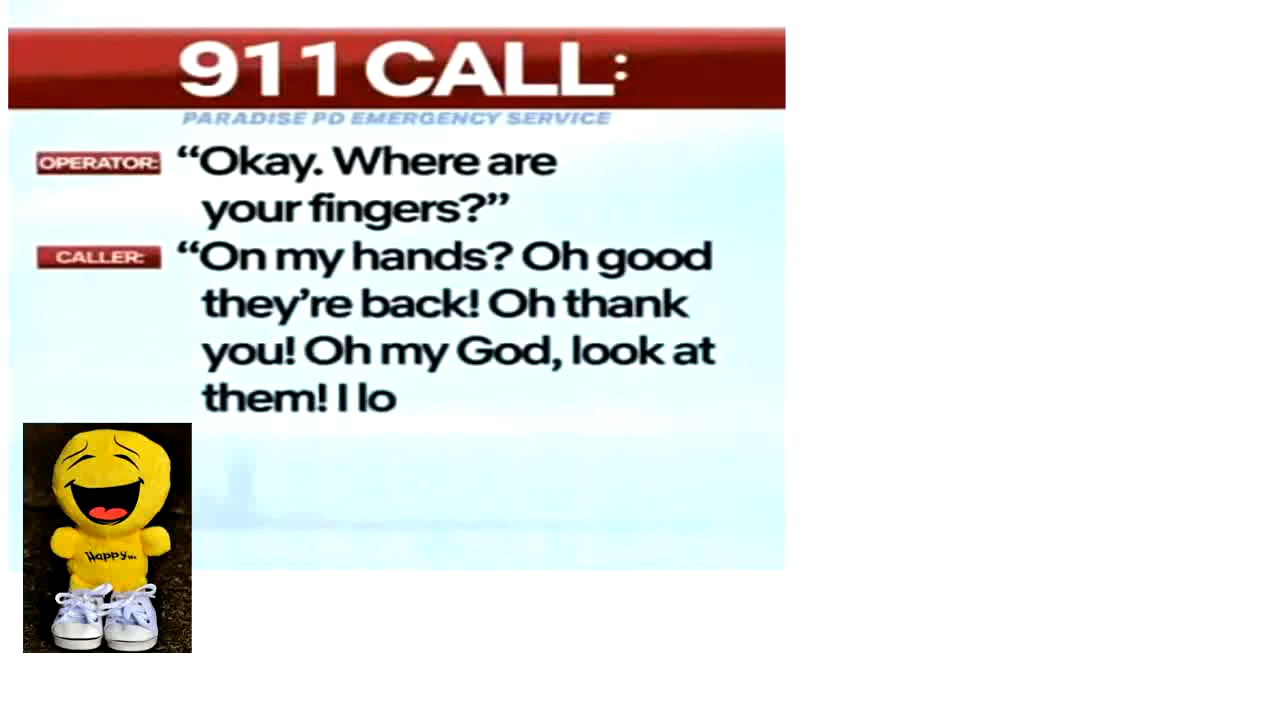 911 CALL:
PARADISE PD EMERGENCY SERVICE
OPERATOR: “Okay. Where are
your fingers?”
CALLER: “On my hands? Oh good
they’re back! Oh thank
you! Oh my God, look at
them! I lo
Happy...